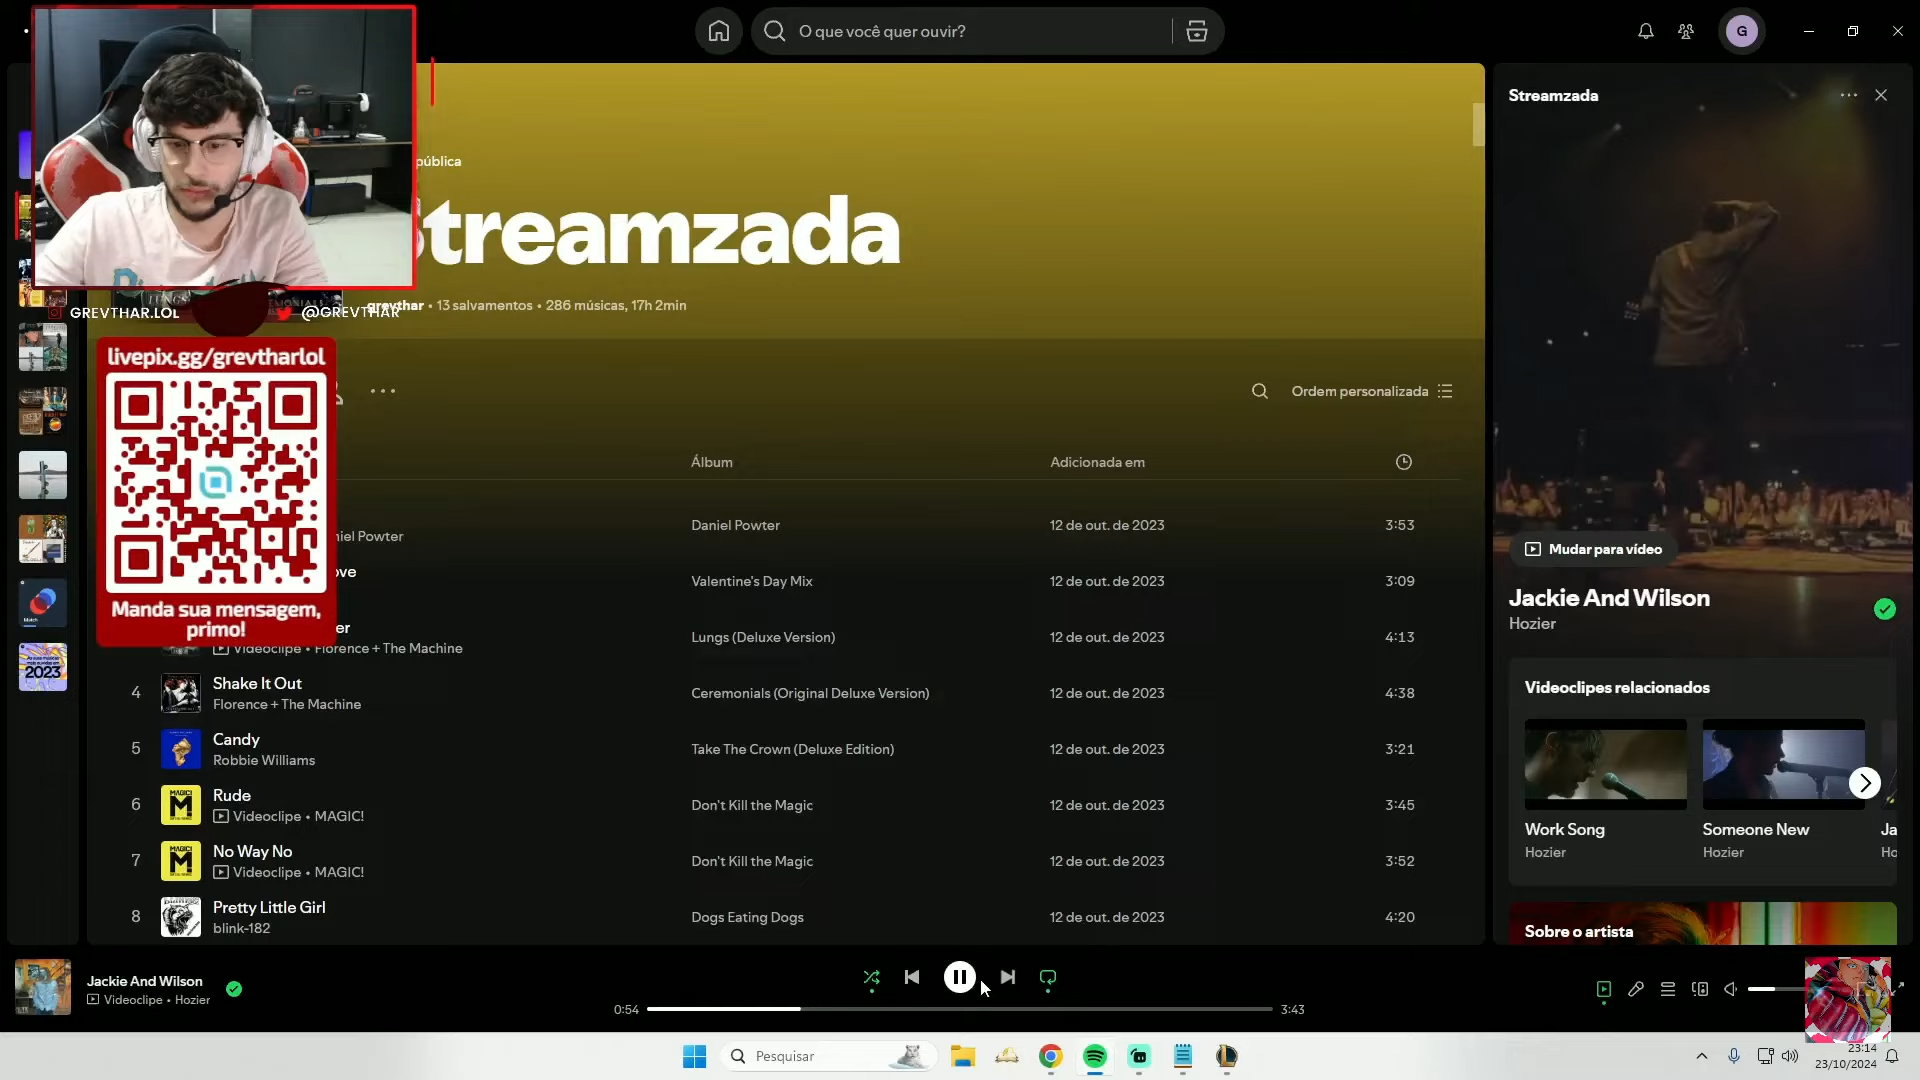 O que você quer ouvir?
G
Streamzada
pública
Streamzada
grevthar • 13 salvamentos • 286 músicas, 17h 2min
GREVTHAR.LOL
@GREVTHAR
livepix.gg/grevtharlol
Manda sua mensagem,
primo!
Ordem personalizada
Álbum
Adicionada em
Daniel Powter
12 de out. de 2023
3:53
niel Powter
ove
Valentine's Day Mix
12 de out. de 2023
3:09
er
Videoclipe • Florence + The Machine
Lungs (Deluxe Version)
12 de out. de 2023
4:13
4
Shake It Out
Florence + The Machine
Ceremonials (Original Deluxe Version)
12 de out. de 2023
4:38
5
Candy
Robbie Williams
Take The Crown (Deluxe Edition)
12 de out. de 2023
3:21
6
Rude
Videoclipe • MAGIC!
Don't Kill the Magic
12 de out. de 2023
3:45
7
No Way No
Videoclipe • MAGIC!
Don't Kill the Magic
12 de out. de 2023
3:52
8
Pretty Little Girl
blink-182
Dogs Eating Dogs
12 de out. de 2023
4:20
2023
Mudar para vídeo
Jackie And Wilson
Hozier
Videoclipes relacionados
Work Song
Hozier
Someone New
Hozier
Ja
Ho
Sobre o artista
Jackie And Wilson
Videoclipe • Hozier
0:54
3:43
Pesquisar
23:14
23/10/2024